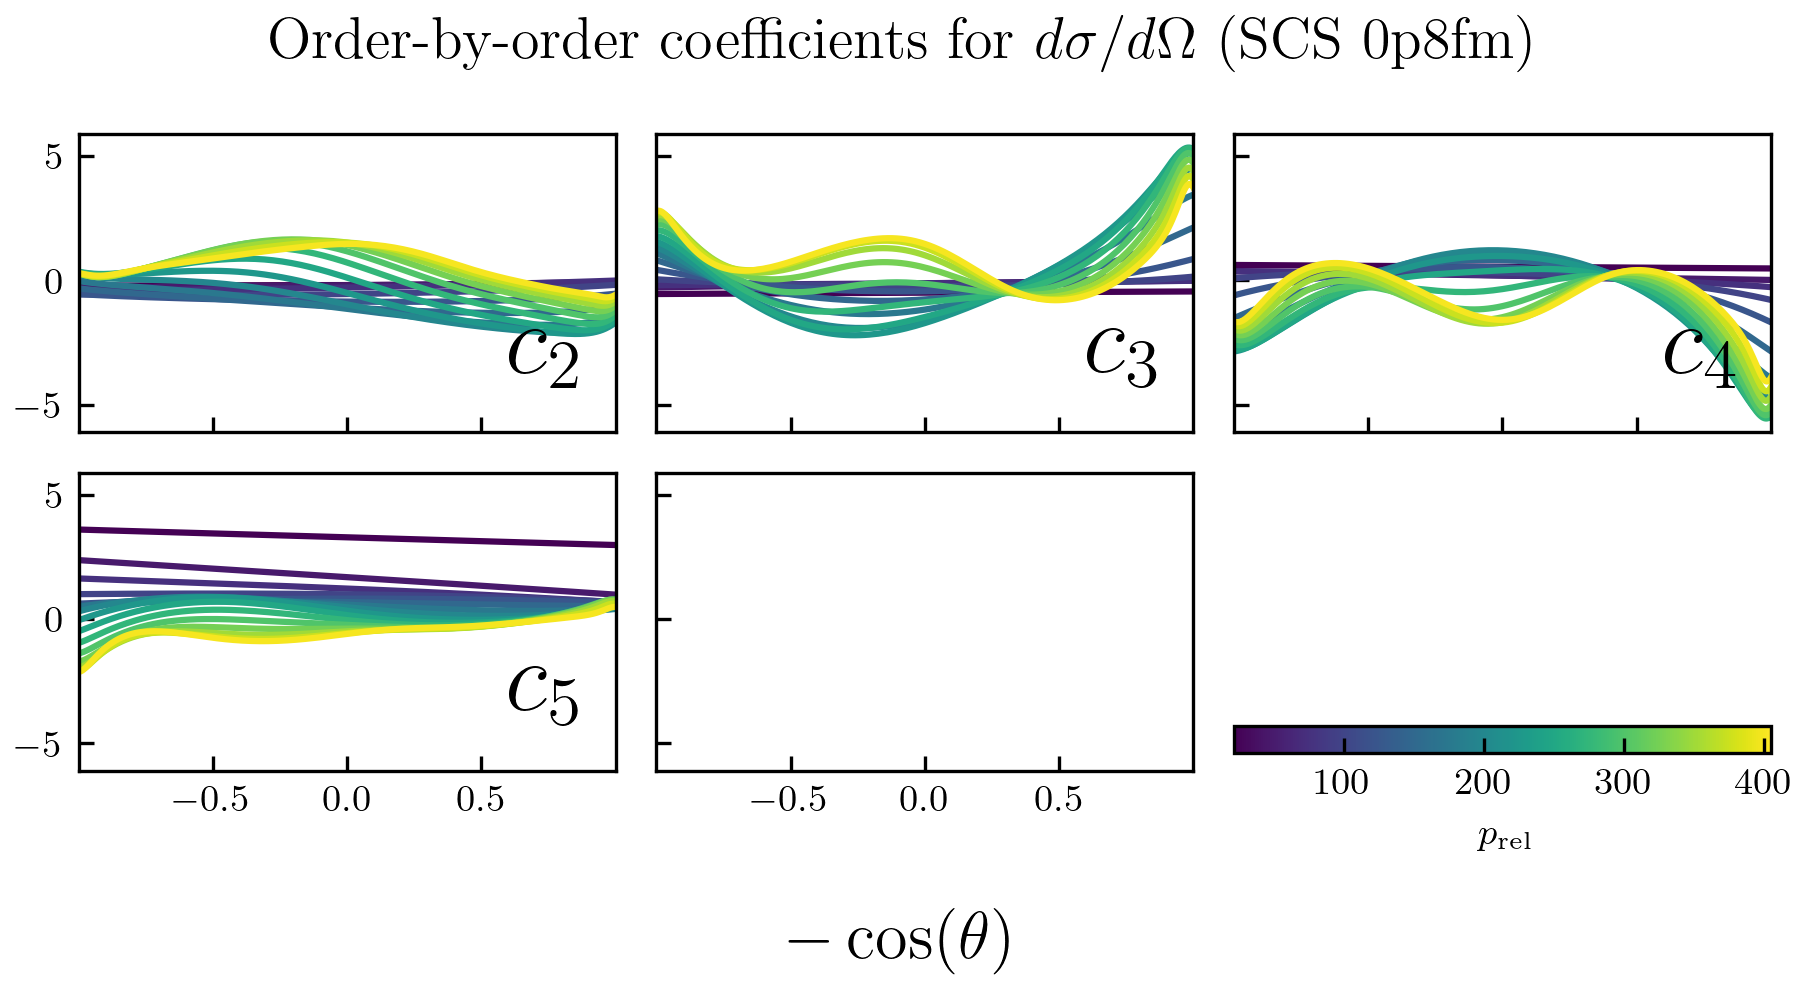 Order-by-order coefficients for dσ/dΩ (SCS 0p8fm)
5
0
−5
c₂
c₃
c₄
5
0
−5
c₅
−0.5 0.0 0.5
−0.5 0.0 0.5
100 200 300 400
p_rel
− cos(θ)